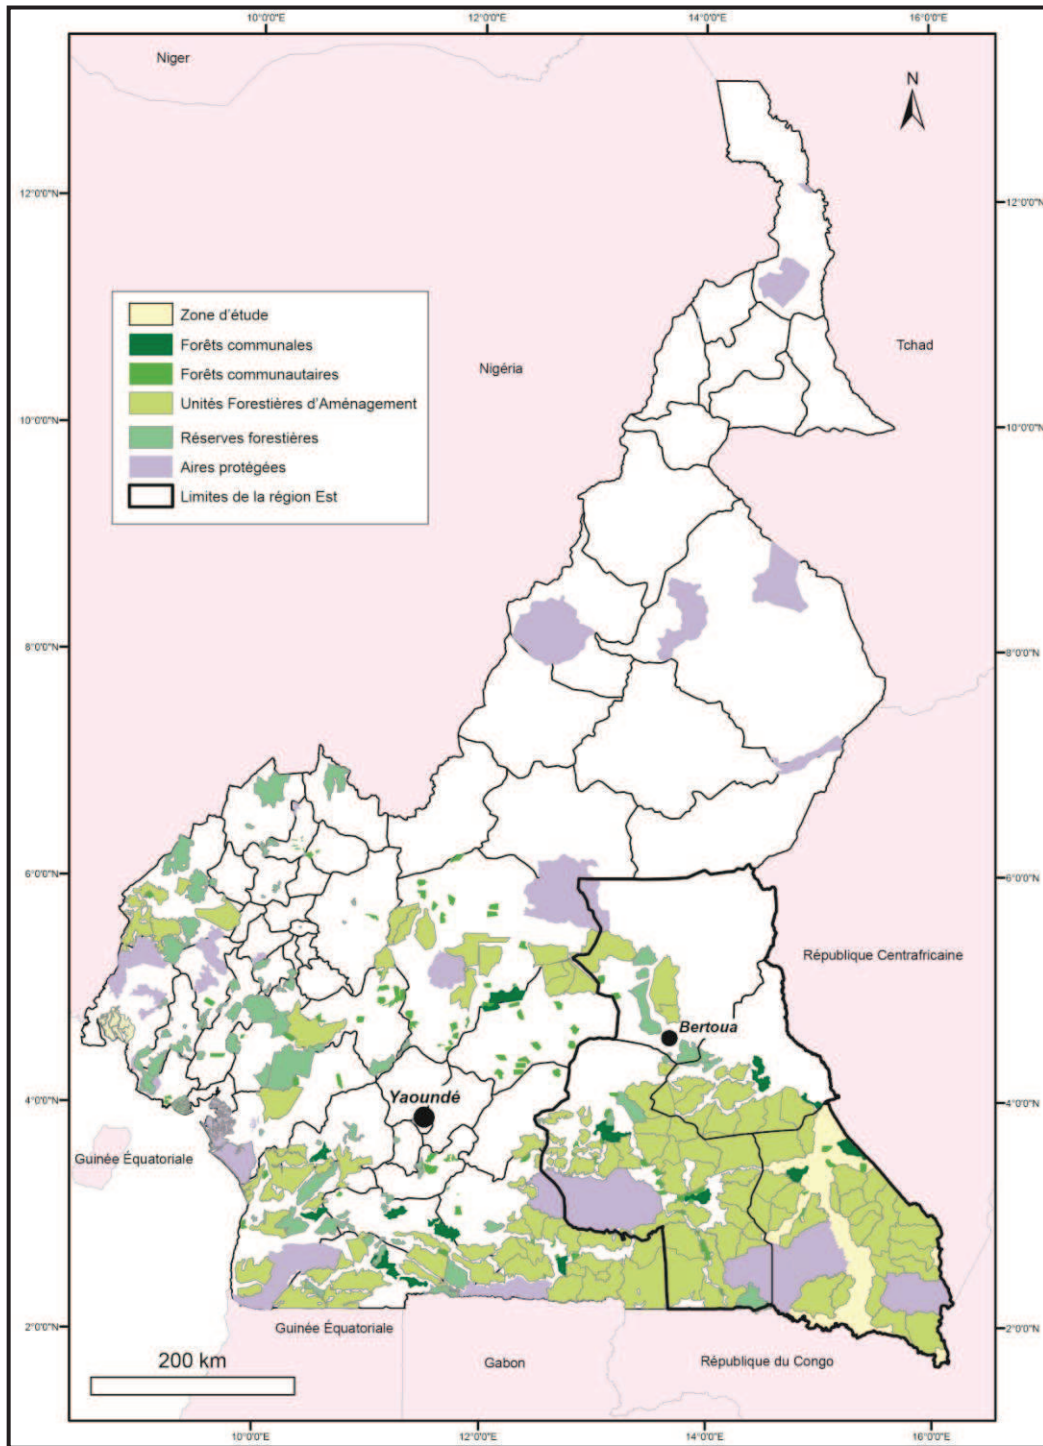 10°0'0"E
12°0'0"E
14°0'0"E
16°0'0"E
Niger
N
12°0'0"N
12°0'0"N
Zone d'étude
Forêts communales
Forêts communautaires
Unités Forestières d'Aménagement
Réserves forestières
Aires protégées
Limites de la région Est
Nigéria
Tchad
10°0'0"N
10°0'0"N
8°0'0"N
8°0'0"N
6°0'0"N
6°0'0"N
République Centrafricaine
Bertoua
Yaoundé
4°0'0"N
4°0'0"N
Guinée Équatoriale
2°0'0"N
2°0'0"N
Guinée Équatoriale
Gabon
République du Congo
200 km
10°0'0"E
12°0'0"E
14°0'0"E
16°0'0"E